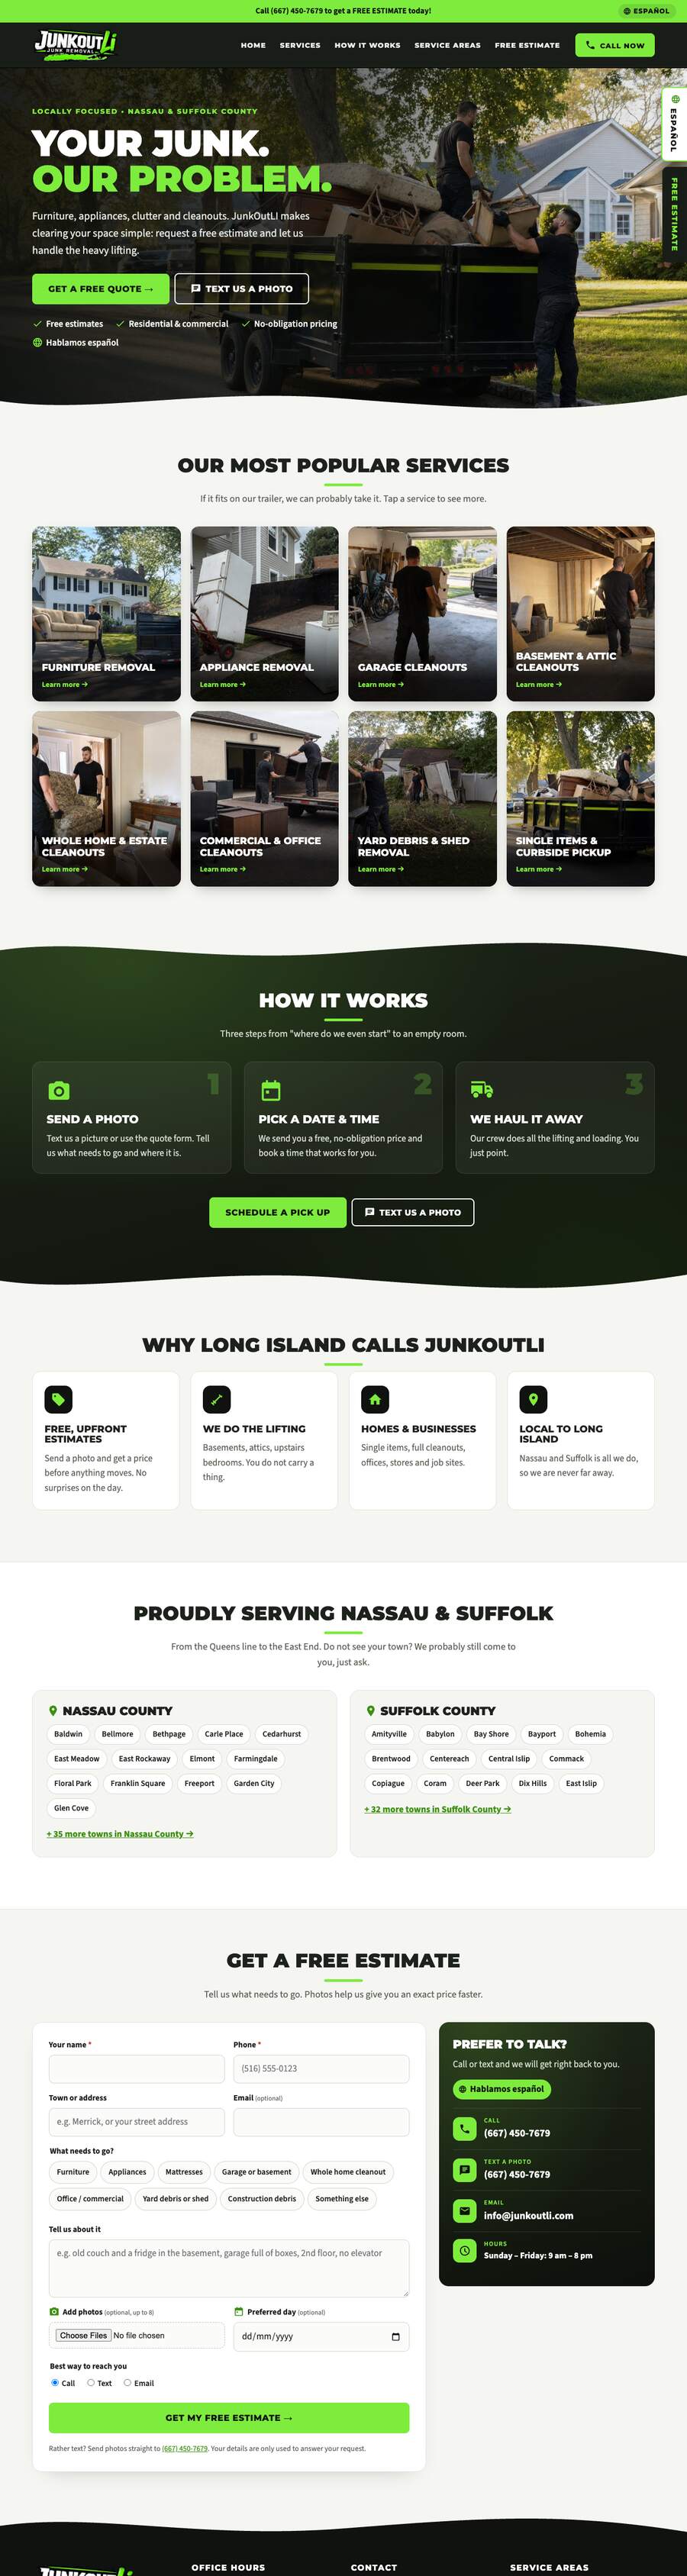 Call (667) 450-7679 to get a FREE ESTIMATE today!
ESPAÑOL
JUNKOUTLi
JUNK REMOVAL
HOME SERVICES HOW IT WORKS SERVICE AREAS FREE ESTIMATE
CALL NOW
ESPAÑOL
FREE ESTIMATE
LOCALLY FOCUSED • NASSAU & SUFFOLK COUNTY
YOUR JUNK.
OUR PROBLEM.
Furniture, appliances, clutter and cleanouts. JunkOutLI makes
clearing your space simple: request a free estimate and let us
handle the heavy lifting.
GET A FREE QUOTE →
TEXT US A PHOTO
Free estimates
Residential & commercial
No-obligation pricing
Hablamos español
OUR MOST POPULAR SERVICES
If it fits on our trailer, we can probably take it. Tap a service to see more.
FURNITURE REMOVAL
Learn more →
APPLIANCE REMOVAL
Learn more →
GARAGE CLEANOUTS
Learn more →
BASEMENT & ATTIC
CLEANOUTS
Learn more →
WHOLE HOME & ESTATE
CLEANOUTS
Learn more →
COMMERCIAL & OFFICE
CLEANOUTS
Learn more →
YARD DEBRIS & SHED
REMOVAL
Learn more →
SINGLE ITEMS &
CURBSIDE PICKUP
Learn more →
HOW IT WORKS
Three steps from "where do we even start" to an empty room.
1
SEND A PHOTO
Text us a picture or use the quote form. Tell
us what needs to go and where it is.
2
PICK A DATE & TIME
We send you a free, no-obligation price and
book a time that works for you.
3
WE HAUL IT AWAY
Our crew does all the lifting and loading. You
just point.
SCHEDULE A PICK UP
TEXT US A PHOTO
WHY LONG ISLAND CALLS JUNKOUTLI
FREE, UPFRONT
ESTIMATES
Send a photo and get a price
before anything moves. No
surprises on the day.
WE DO THE LIFTING
Basements, attics, upstairs
bedrooms. You do not carry a
thing.
HOMES & BUSINESSES
Single items, full cleanouts,
offices, stores and job sites.
LOCAL TO LONG
ISLAND
Nassau and Suffolk is all we do,
so we are never far away.
PROUDLY SERVING NASSAU & SUFFOLK
From the Queens line to the East End. Do not see your town? We probably still come to
you, just ask.
NASSAU COUNTY
Baldwin Bellmore Bethpage Carle Place Cedarhurst
East Meadow East Rockaway Elmont Farmingdale
Floral Park Franklin Square Freeport Garden City
Glen Cove
+ 35 more towns in Nassau County →
SUFFOLK COUNTY
Amityville Babylon Bay Shore Bayport Bohemia
Brentwood Centereach Central Islip Commack
Copiague Coram Deer Park Dix Hills East Islip
+ 32 more towns in Suffolk County →
GET A FREE ESTIMATE
Tell us what needs to go. Photos help us give you an exact price faster.
Your name *
Phone *
(516) 555-0123
Town or address
Email (optional)
e.g. Merrick, or your street address
What needs to go?
Furniture Appliances Mattresses Garage or basement Whole home cleanout
Office / commercial Yard debris or shed Construction debris Something else
Tell us about it
e.g. old couch and a fridge in the basement, garage full of boxes, 2nd floor, no elevator
Add photos (optional, up to 8)
Preferred day (optional)
Choose Files No file chosen
dd/mm/yyyy
Best way to reach you
Call Text Email
GET MY FREE ESTIMATE →
Rather text? Send photos straight to (667) 450-7679. Your details are only used to answer your request.
PREFER TO TALK?
Call or text and we will get right back to you.
Hablamos español
CALL
(667) 450-7679
TEXT A PHOTO
(667) 450-7679
EMAIL
info@junkoutli.com
HOURS
Sunday – Friday: 9 am – 8 pm
JUNKOUTLi
OFFICE HOURS
CONTACT
SERVICE AREAS